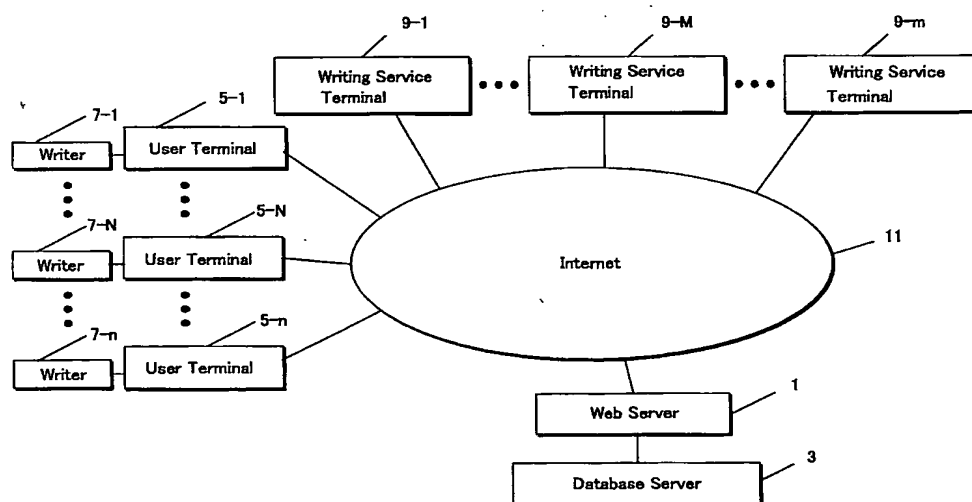 9-1
9-M
9-m
Writing Service
Terminal
Writing Service
Terminal
Writing Service
Terminal
5-1
7-1
User Terminal
Writer
5-N
7-N
User Terminal
Writer
11
Internet
5-n
7-n
User Terminal
Writer
1
Web Server
3
Database Server